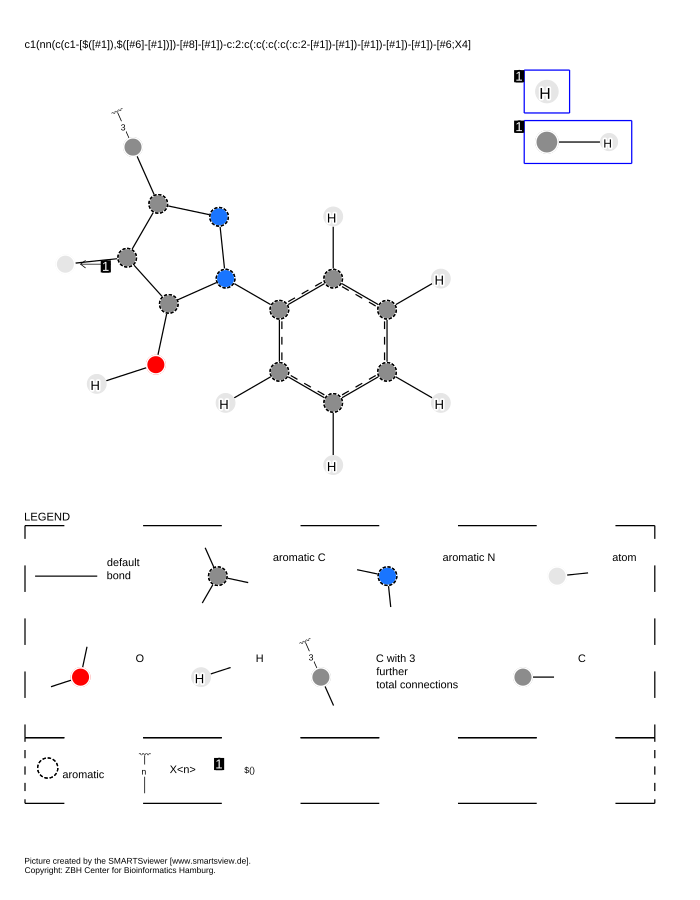 c1(nn(c(c1-[$([#1]),$([#6]-[#1])])-[#8]-[#1])-c:2:c(:c(:c(:c(:c:2-[#1])-[#1])-[#1])-[#1])-[#1])-[#6;X4]
1
H
1
H
3
H
H
1
H
H
H
H
LEGEND
default
bond
aromatic C
aromatic N
atom
O
H
H
3
C with 3
further
total connections
C
aromatic
n
X<n>
1
$()
Picture created by the SMARTSviewer [www.smartsview.de].
Copyright: ZBH Center for Bioinformatics Hamburg.